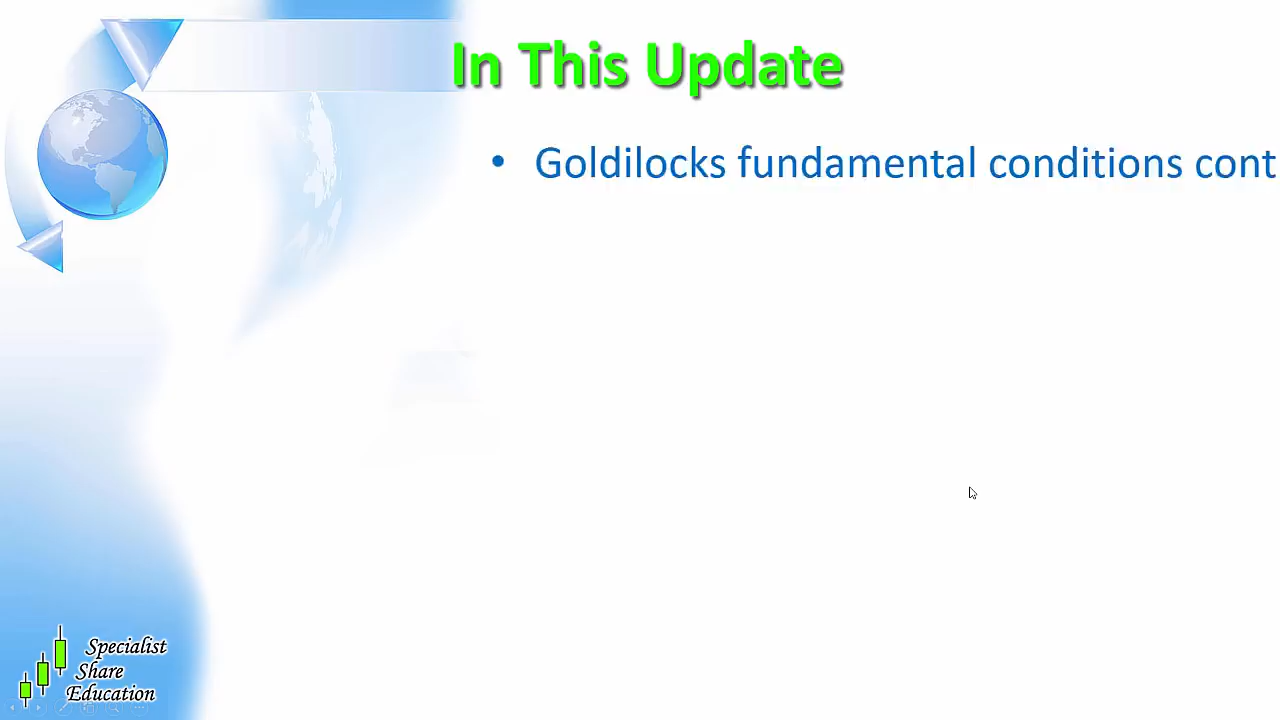 In This Update
• Goldilocks fundamental conditions cont
Specialist
Share
Education